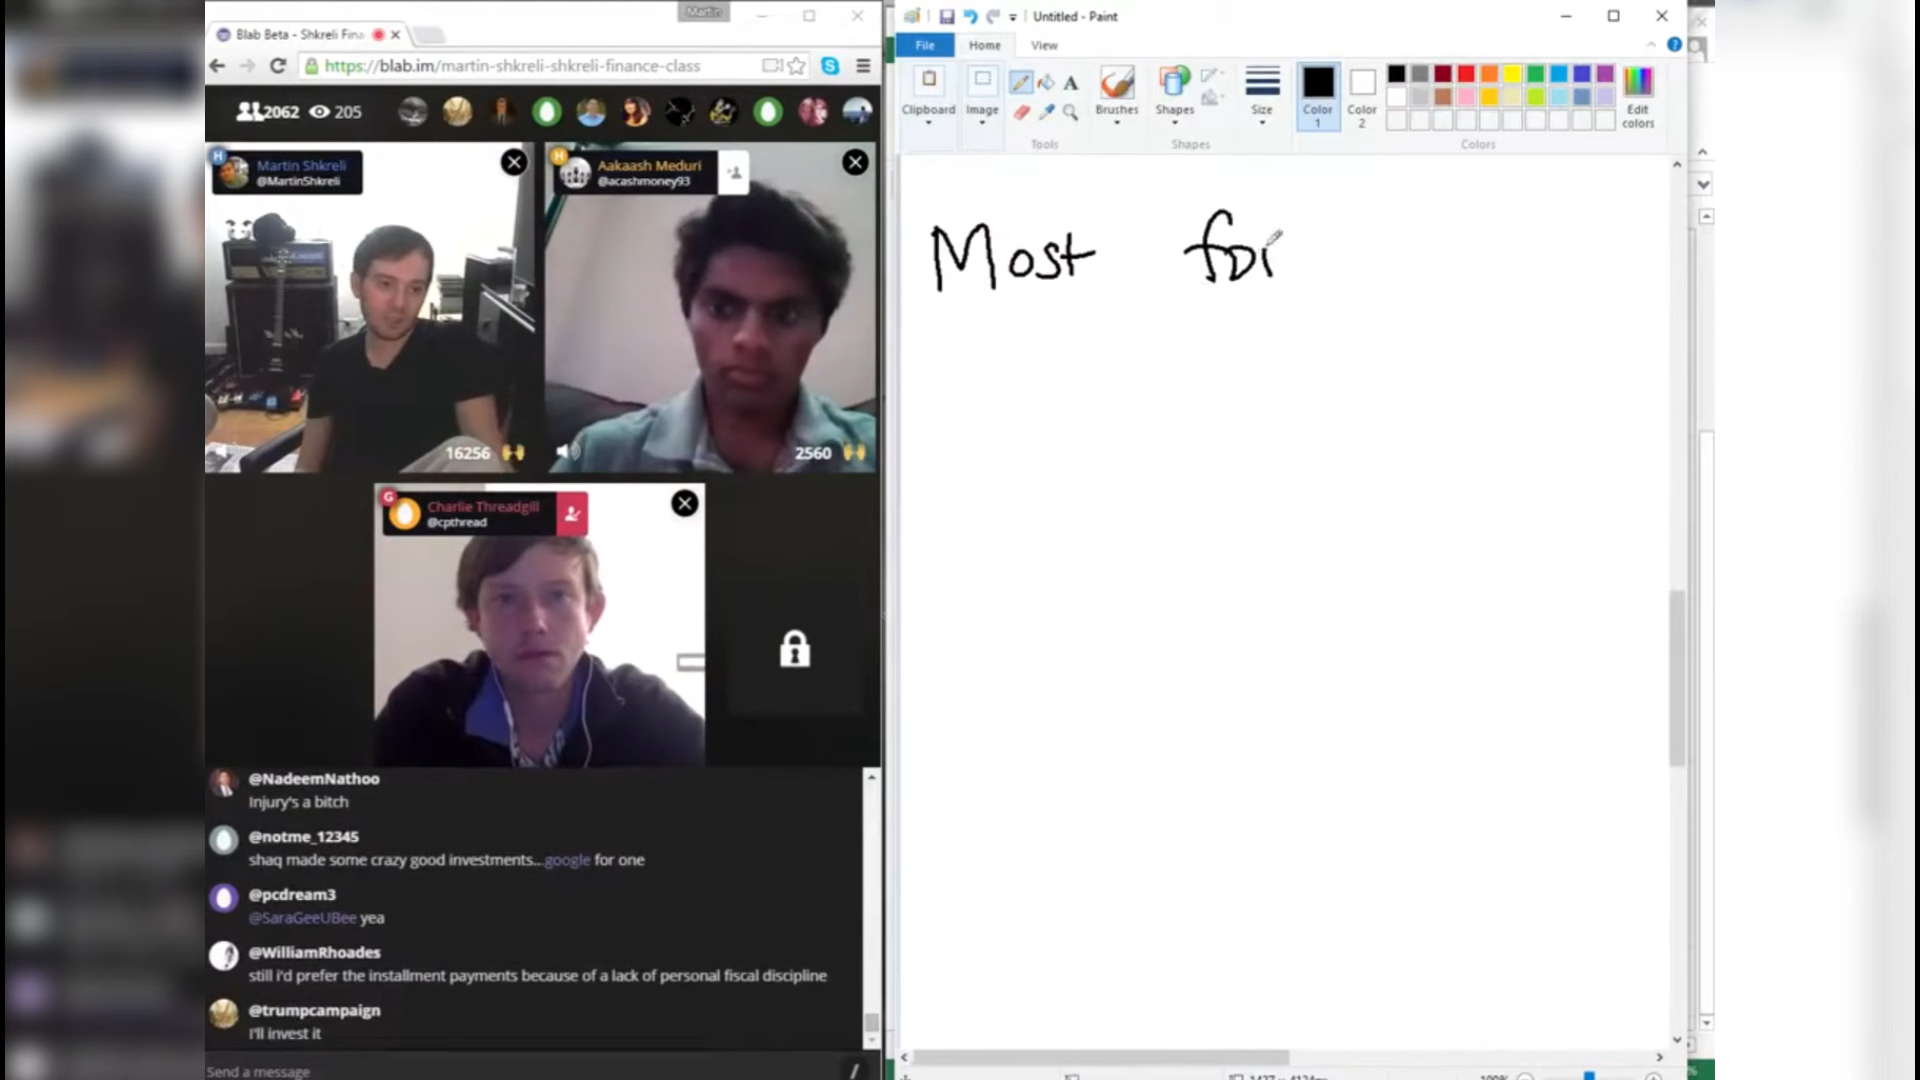 Martin
Blab Beta - Shkreli Fina
https://blab.im/martin-shkreli-shkreli-finance-class
2062 205
H Martin Shkreli
@MartinShkreli
H Aakaash Meduri
@acashmoney93
16256
2560
G Charlie Threadgill
@cpthread
@NadeemNathoo
Injury's a bitch
@notme_12345
shaq made some crazy good investments...google for one
@pcdream3
@SaraGeeUBee yea
@WilliamRhoades
still i'd prefer the installment payments because of a lack of personal fiscal discipline
@trumpcampaign
I'll invest it
Send a message /
Untitled - Paint
File Home View
Clipboard Image Brushes Shapes Size Color 1 Color 2 Edit colors
Tools Shapes Colors
Most for
100%